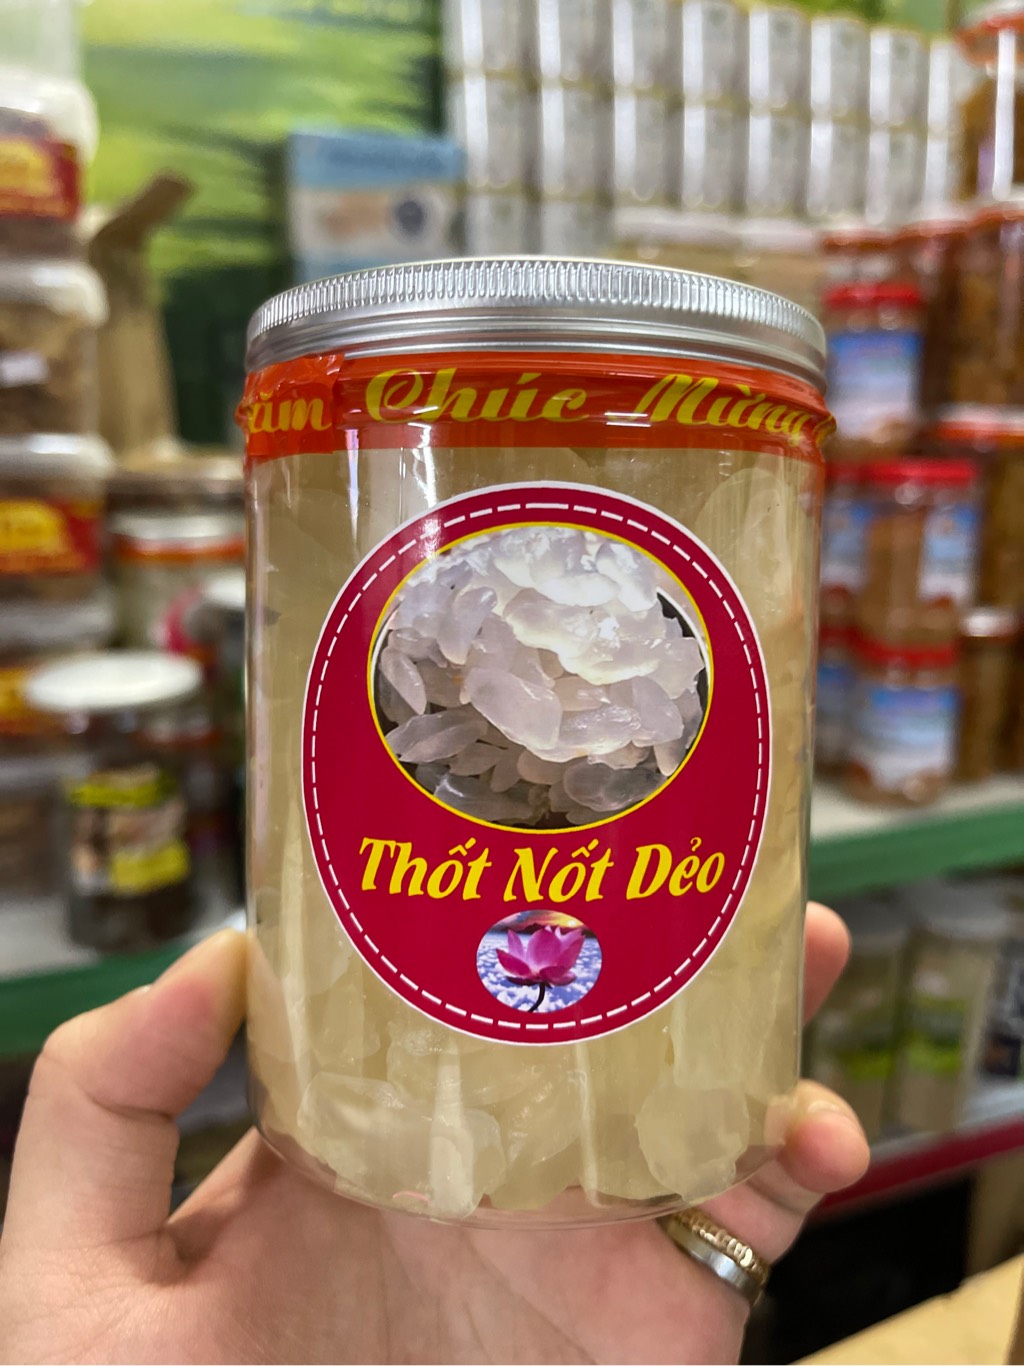 Chúc Mừng
Thốt Nốt Dẻo